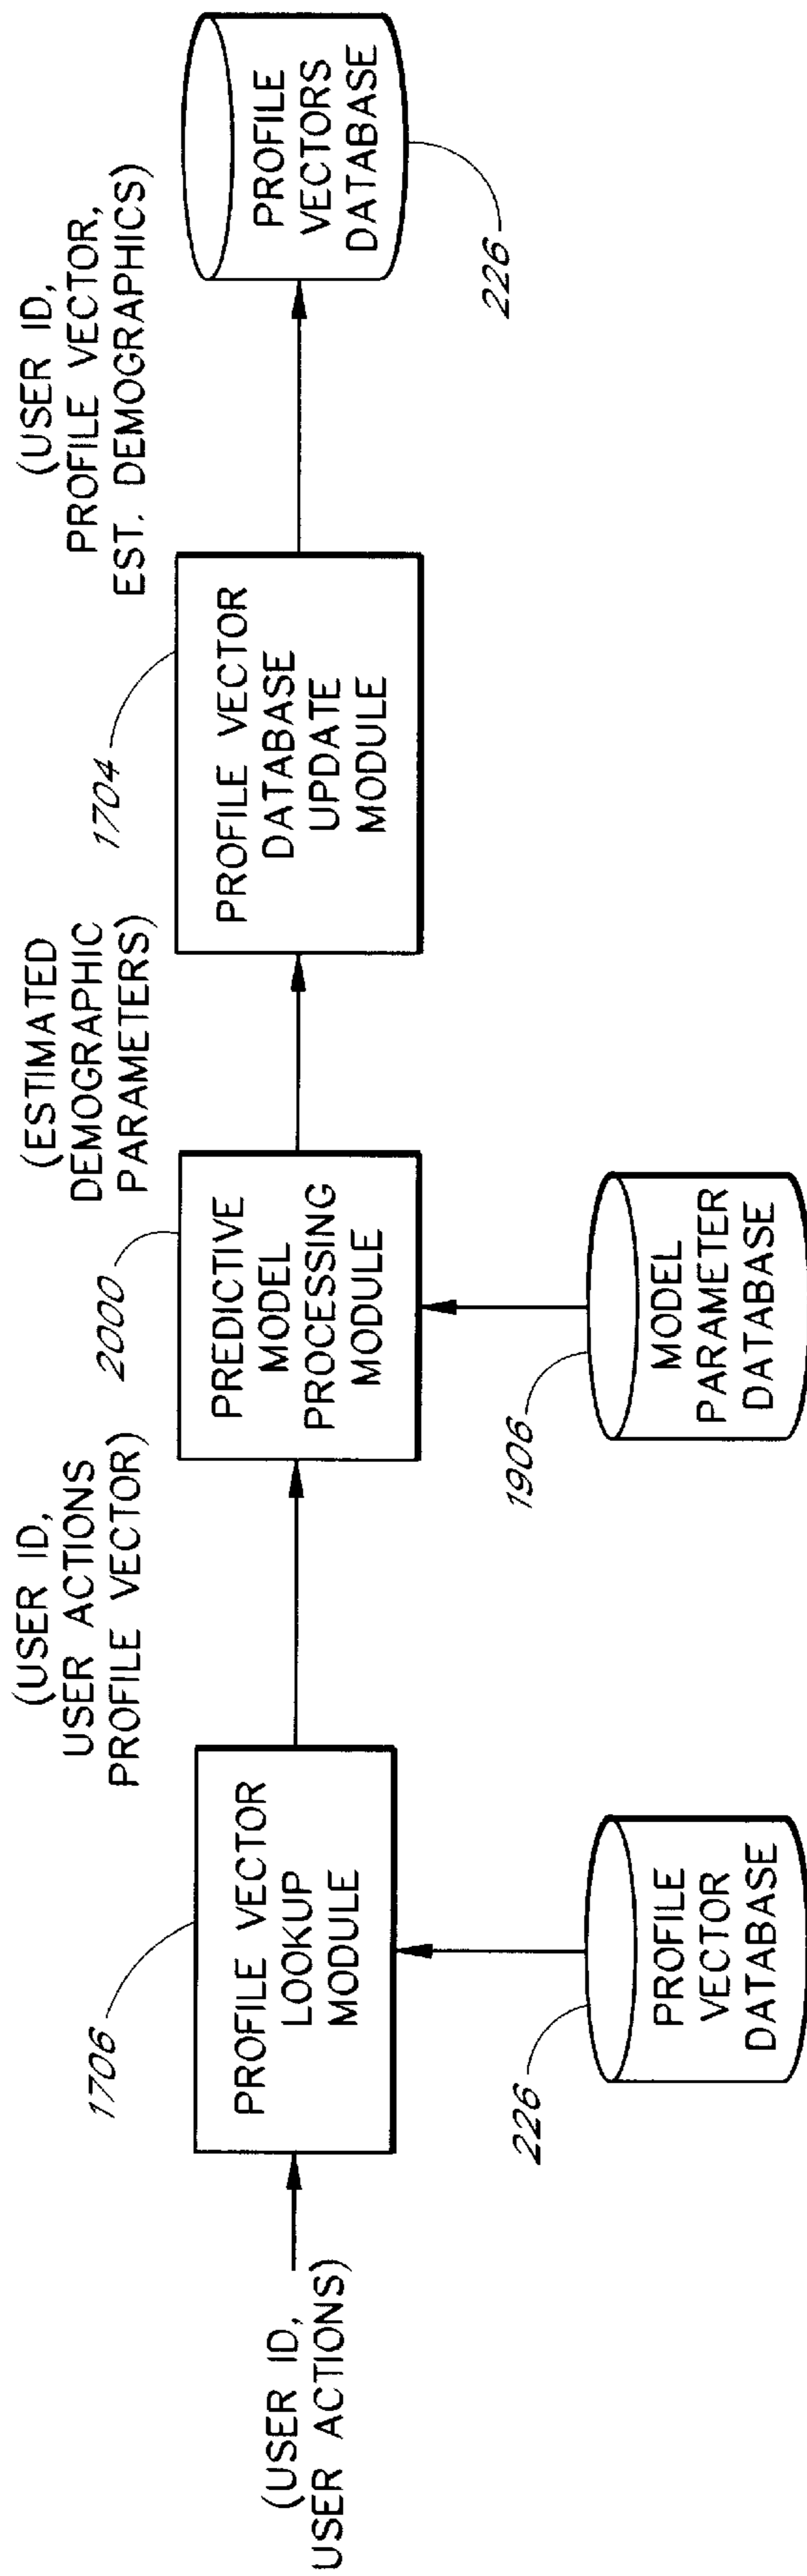 (USER ID,
USER ACTIONS)
1706
PROFILE VECTOR
LOOKUP
MODULE
226
PROFILE
VECTOR
DATABASE
(USER ID,
USER ACTIONS
PROFILE VECTOR)
2000
PREDICTIVE
MODEL
PROCESSING
MODULE
1906
MODEL
PARAMETER
DATABASE
(ESTIMATED
DEMOGRAPHIC
PARAMETERS)
1704
PROFILE VECTOR
DATABASE
UPDATE
MODULE
(USER ID,
PROFILE VECTOR,
EST. DEMOGRAPHICS)
PROFILE
VECTORS
DATABASE
226